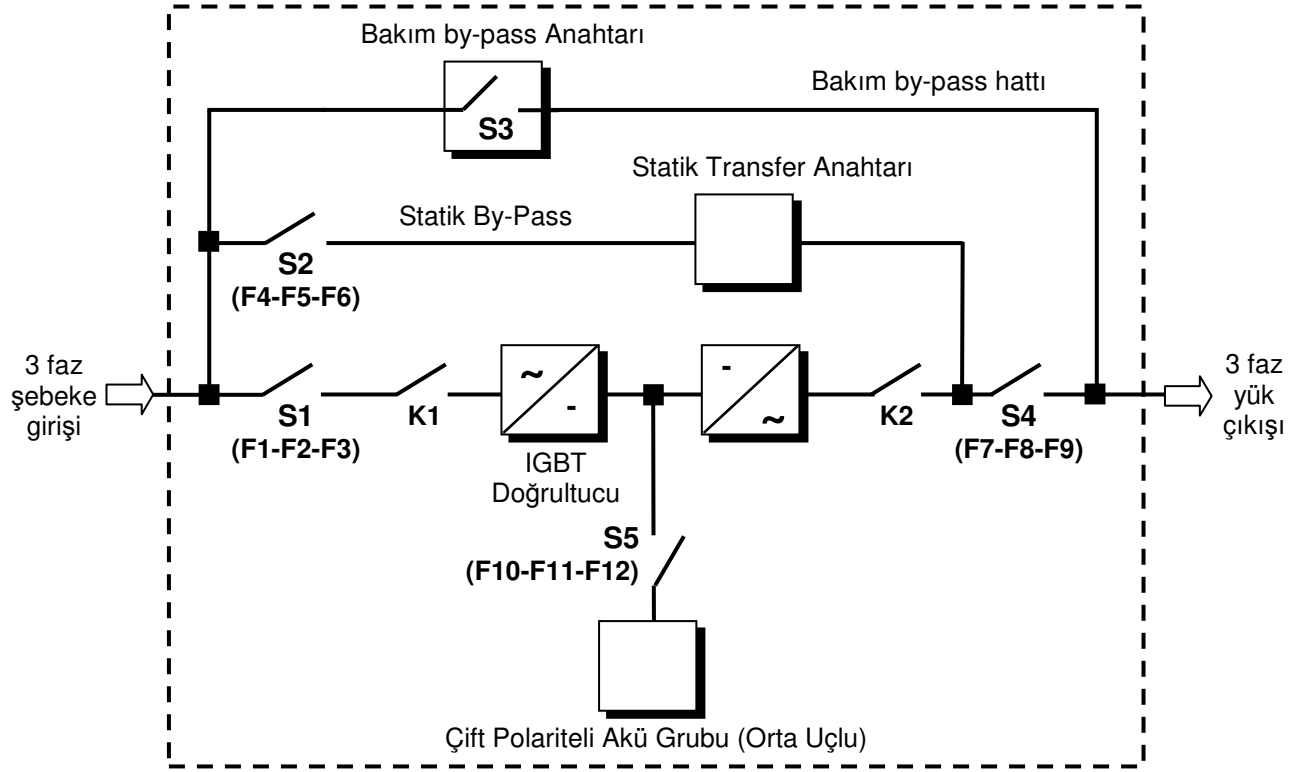 Bakım by-pass Anahtarı
Bakım by-pass hattı
S3
Statik Transfer Anahtarı
Statik By-Pass
S2
(F4-F5-F6)
3 faz
şebeke
girişi
S1
(F1-F2-F3)
K1
~
-
IGBT
Doğrultucu
-
~
K2
S4
(F7-F8-F9)
3 faz
yük
çıkışı
S5
(F10-F11-F12)
Çift Polariteli Akü Grubu (Orta Uçlu)